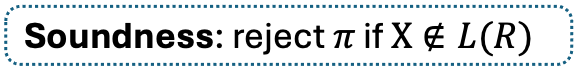 Soundness: reject 𝜋 if X ∉ 𝐿(𝑅)